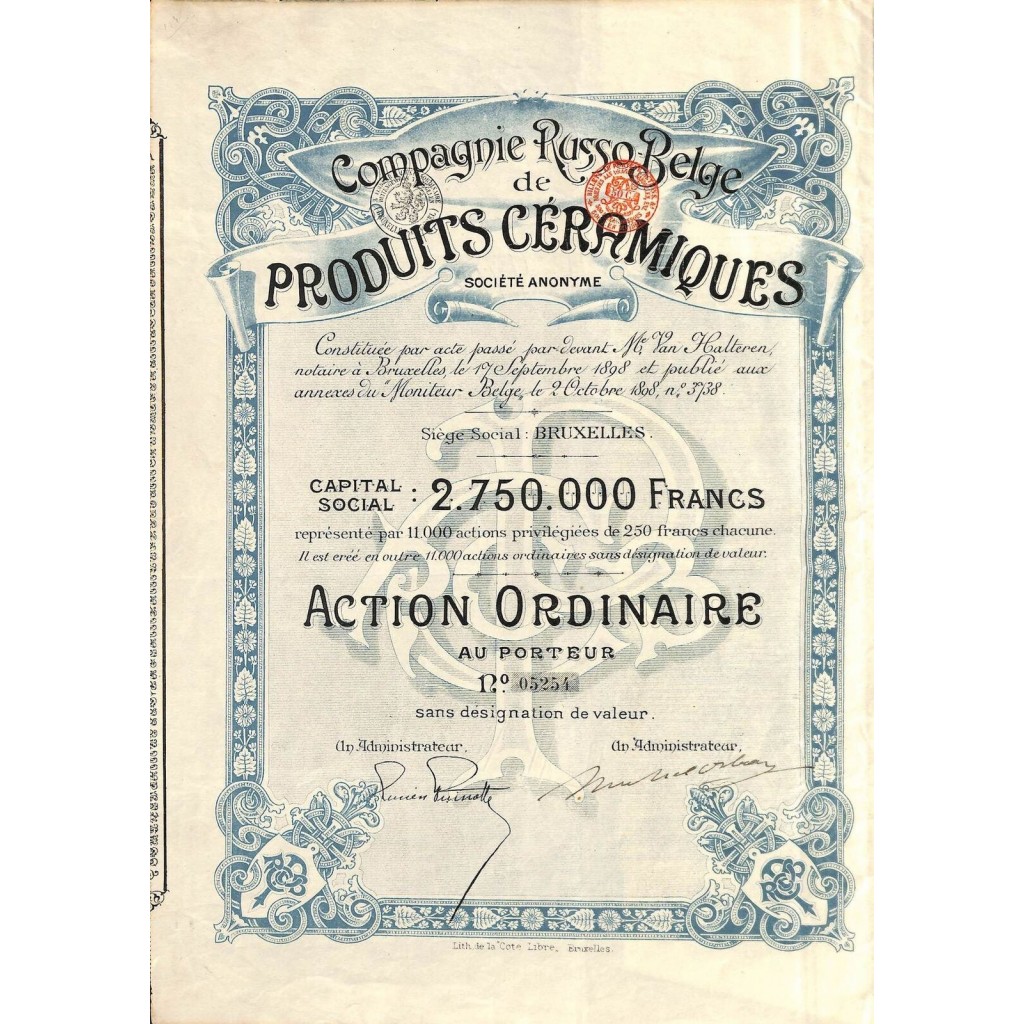 Compagnie Russo-Belge
de
PRODUITS CÉRAMIQUES
SOCIÉTÉ ANONYME
Constituée par acte passé par-devant Me. Van Halteren,
notaire à Bruxelles, le 17 Septembre 1898 et publié aux
annexes du "Moniteur Belge, le 2 Octobre 1898, no. 3738.
Siège Social: BRUXELLES.
CAPITAL SOCIAL : 2.750.000 FRANCS
représenté par 11.000 actions privilégiées de 250 francs chacune.
Il est créé en outre 11.000 actions ordinaires sans désignation de valeur.
ACTION ORDINAIRE
AU PORTEUR
No. 05254
sans désignation de valeur.
Un Administrateur, Un Administrateur,
Lith. de la Cote Libre, Bruxelles.